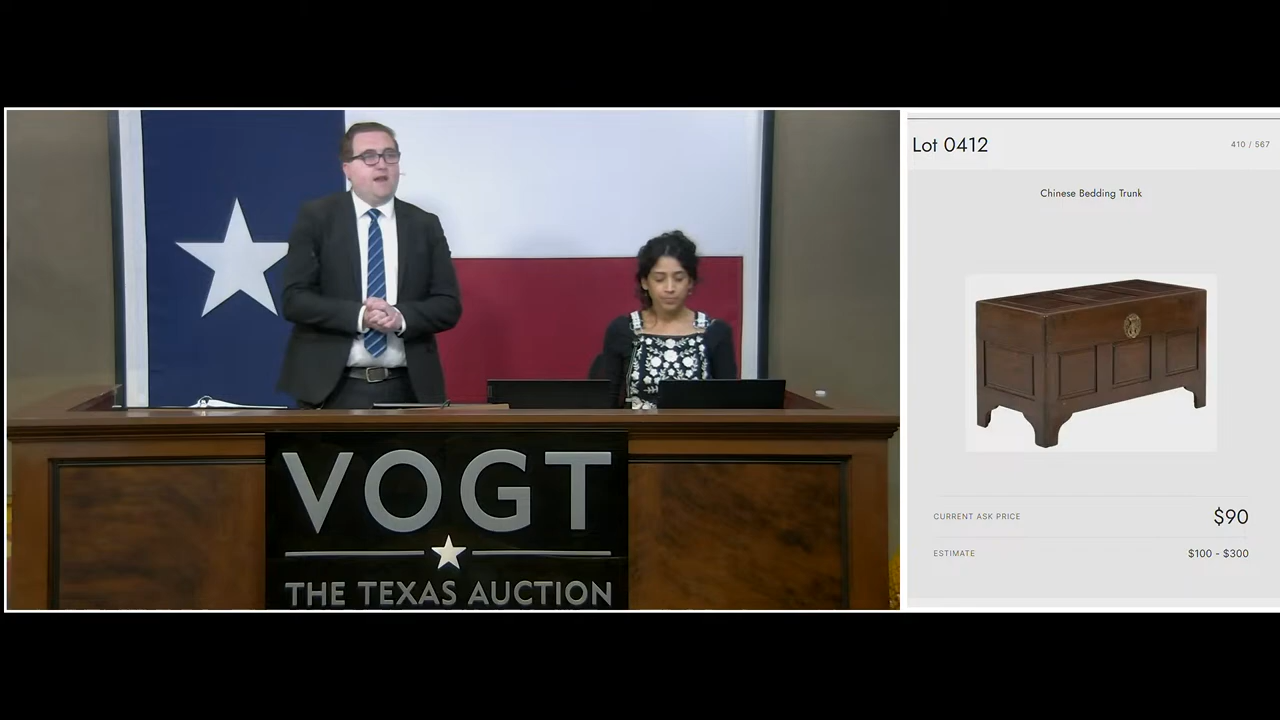 VOGT
THE TEXAS AUCTION
Lot 0412
410 / 567
Chinese Bedding Trunk
CURRENT ASK PRICE
$90
ESTIMATE
$100 - $300